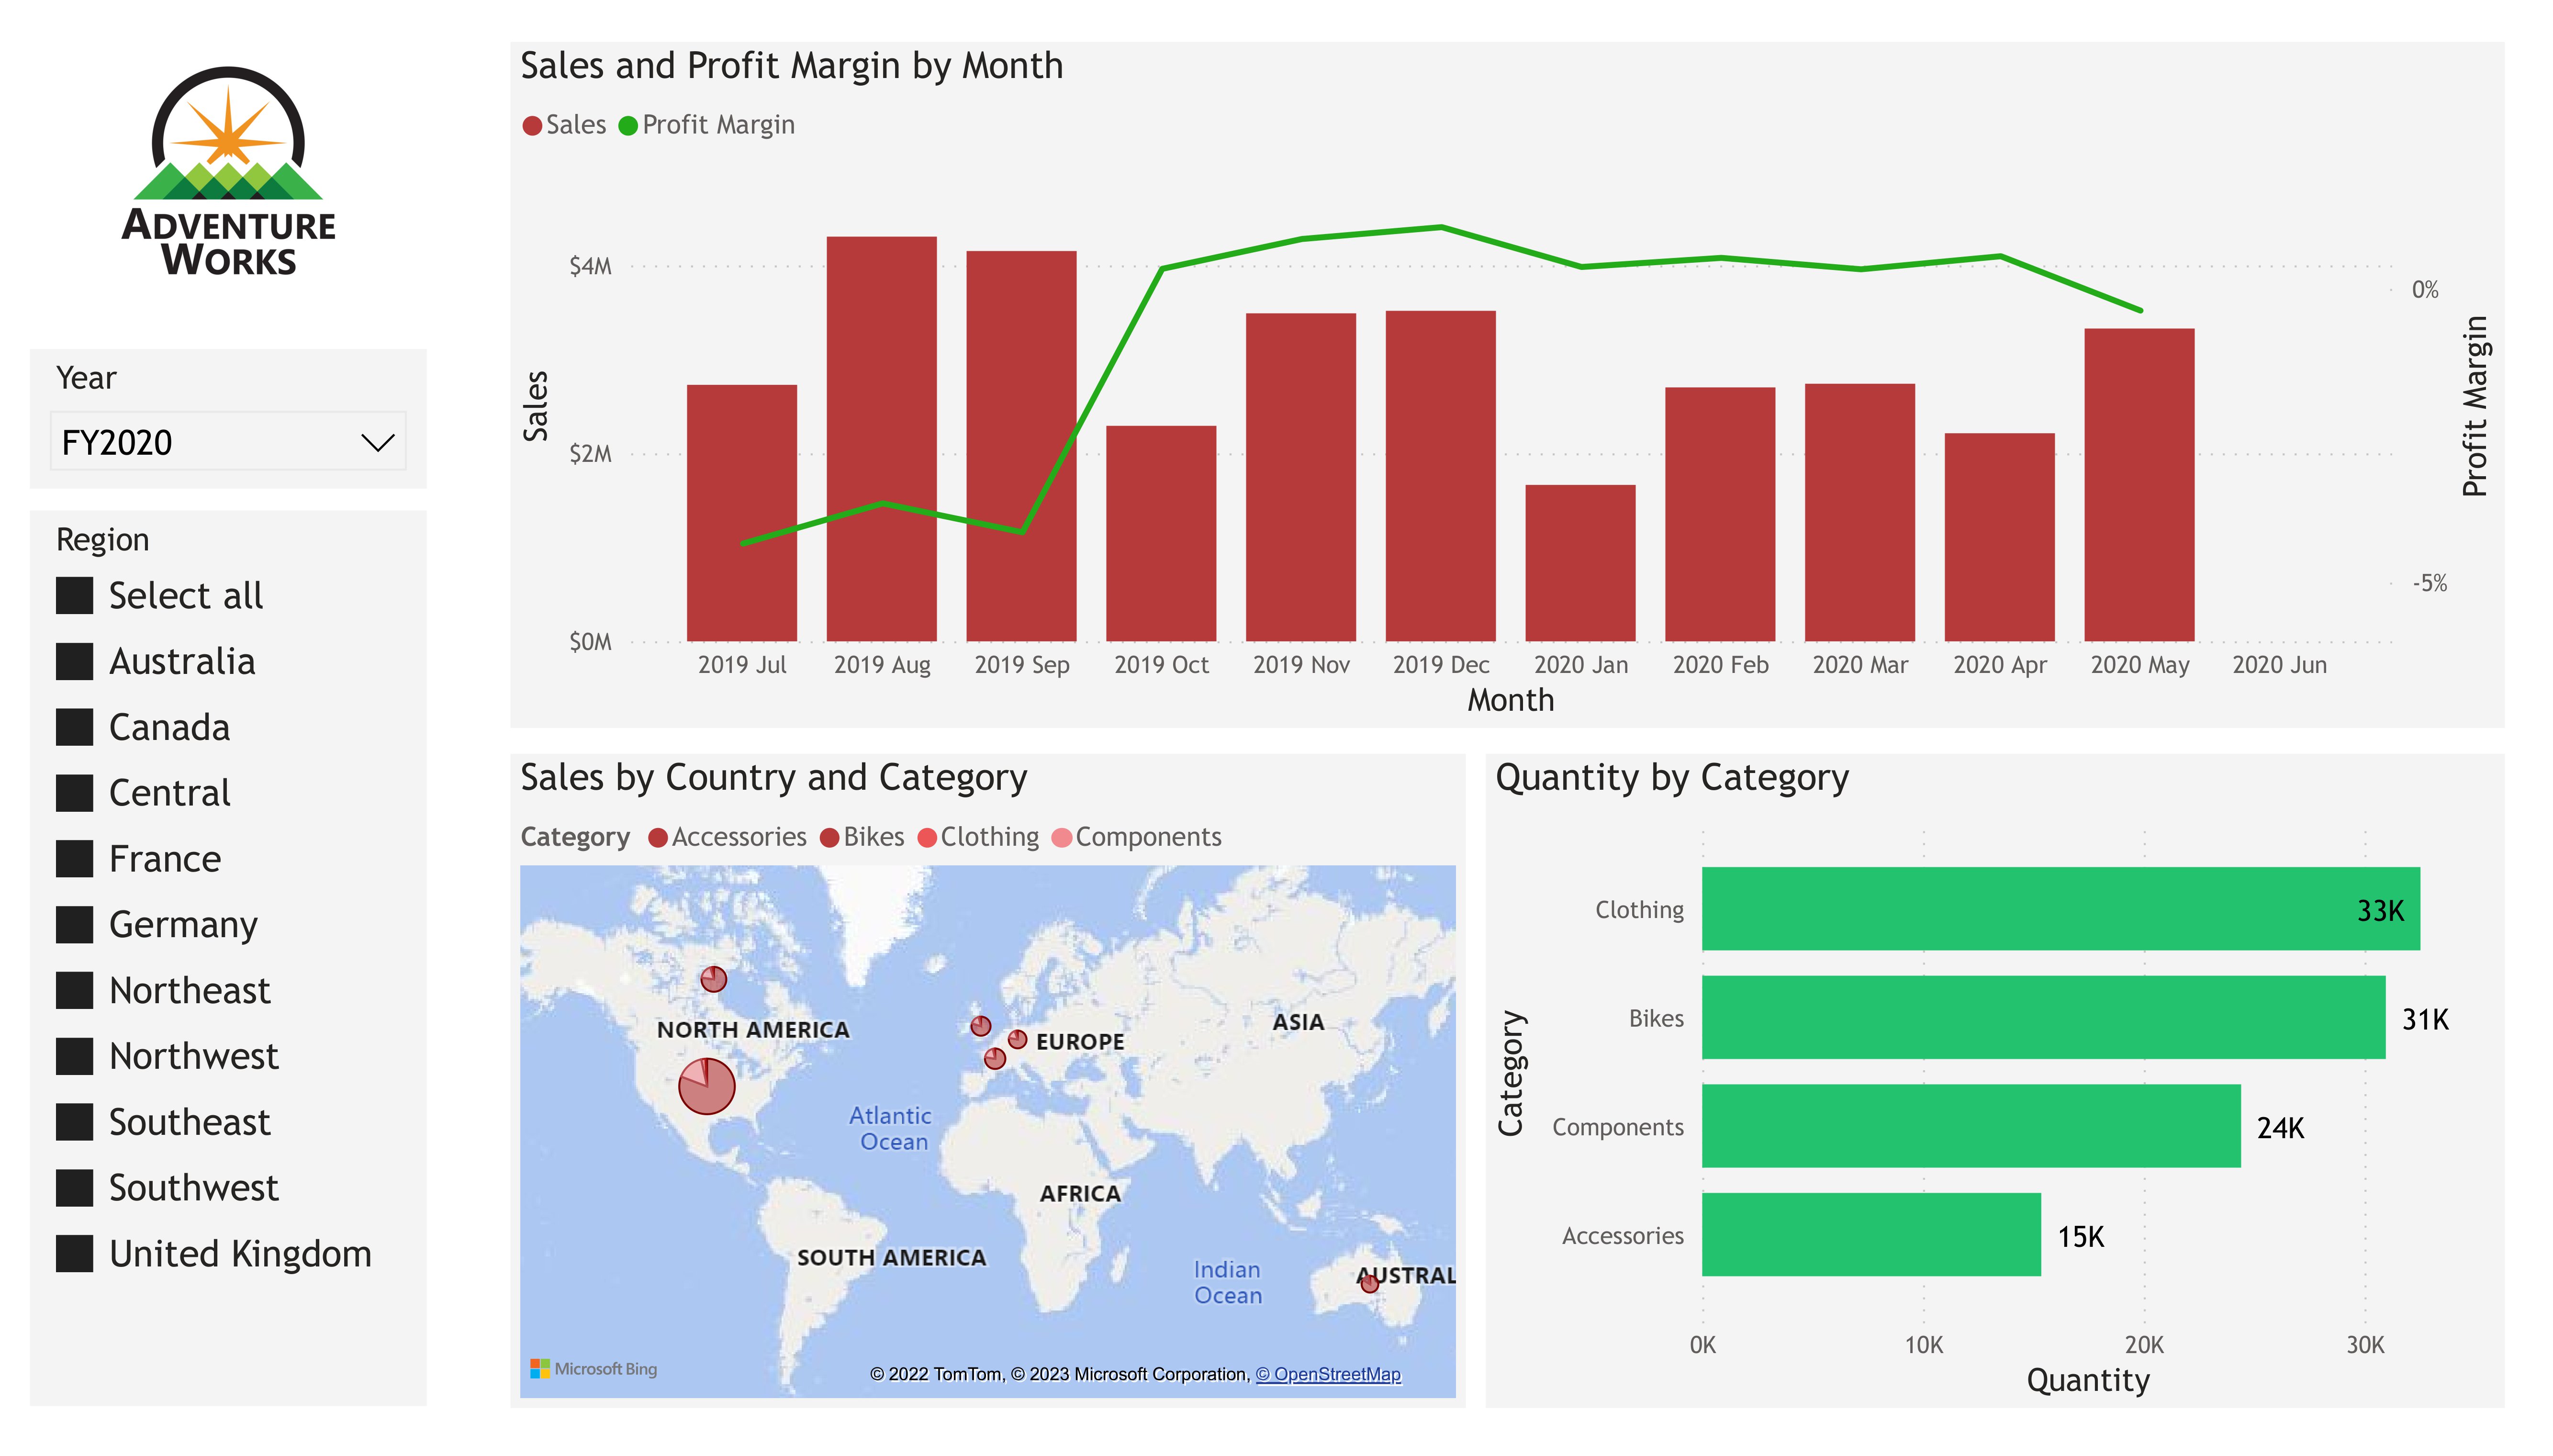 ADVENTURE
WORKS
Year
FY2020
Region
Select all
Australia
Canada
Central
France
Germany
Northeast
Northwest
Southeast
Southwest
United Kingdom
Sales and Profit Margin by Month
Sales Profit Margin
Sales
$4M
$2M
$0M
0%
-5%
Profit Margin
2019 Jul 2019 Aug 2019 Sep 2019 Oct 2019 Nov 2019 Dec 2020 Jan 2020 Feb 2020 Mar 2020 Apr 2020 May 2020 Jun
Month
Sales by Country and Category
Category Accessories Bikes Clothing Components
NORTH AMERICA
EUROPE
ASIA
Atlantic
Ocean
AFRICA
SOUTH AMERICA
Indian
Ocean
AUSTRAL
Microsoft Bing
© 2022 TomTom, © 2023 Microsoft Corporation, © OpenStreetMap
Quantity by Category
Category
Clothing 33K
Bikes 31K
Components 24K
Accessories 15K
0K 10K 20K 30K
Quantity